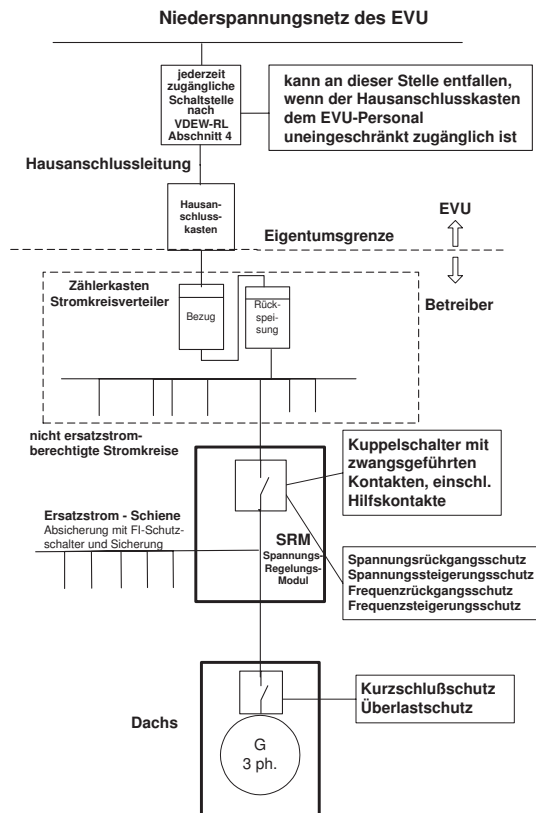 Niederspannungsnetz des EVU
jederzeit
zugängliche
Schaltstelle
nach
VDEW-RL
Abschnitt 4
kann an dieser Stelle entfallen,
wenn der Hausanschlusskasten
dem EVU-Personal
uneingeschränkt zugänglich ist
Hausanschlussleitung
Hausan-
schluss-
kasten
EVU
Eigentumsgrenze
Betreiber
Zählerkasten
Stromkreisverteiler
Bezug
Rück-
spei-
sung
nicht ersatzstrom-
berechtigte Stromkreise
Kuppelschalter mit
zwangsgeführten
Kontakten, einschl.
Hilfskontakte
Ersatzstrom - Schiene
Absicherung mit FI-Schutz-
schalter und Sicherung
SRM
Spannungs-
Regelungs-
Modul
Spannungsrückgangsschutz
Spannungssteigerungsschutz
Frequenzrückgangsschutz
Frequenzsteigerungsschutz
Kurzschlußschutz
Überlastschutz
Dachs
G
3 ph.